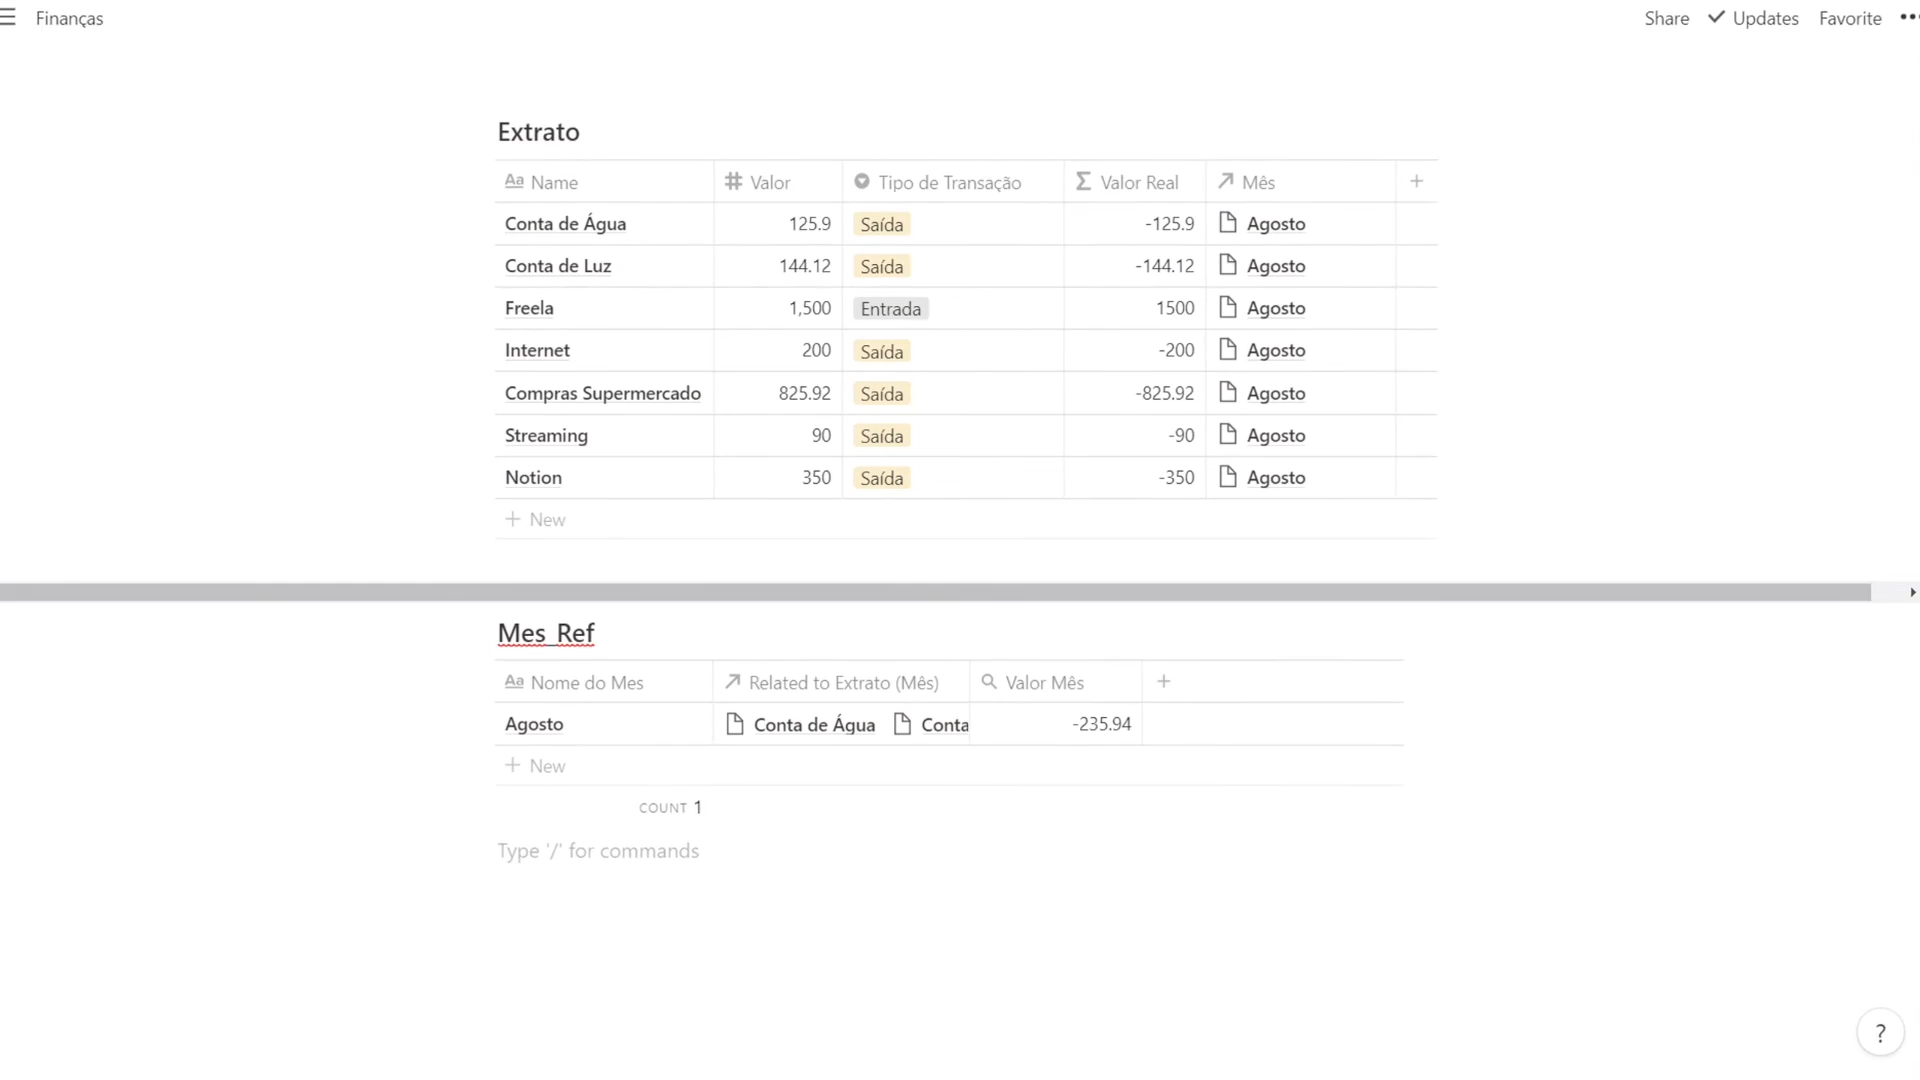 Finanças Share Updates Favorite
Extrato
Name Valor Tipo de Transação Valor Real Mês
Conta de Água 125.9 Saída -125.9 Agosto
Conta de Luz 144.12 Saída -144.12 Agosto
Freela 1,500 Entrada 1500 Agosto
Internet 200 Saída -200 Agosto
Compras Supermercado 825.92 Saída -825.92 Agosto
Streaming 90 Saída -90 Agosto
Notion 350 Saída -350 Agosto
+ New
Mes_Ref
Nome do Mes Related to Extrato (Mês) Valor Mês
Agosto Conta de Água Conta -235.94
+ New
COUNT 1
Type '/' for commands
?